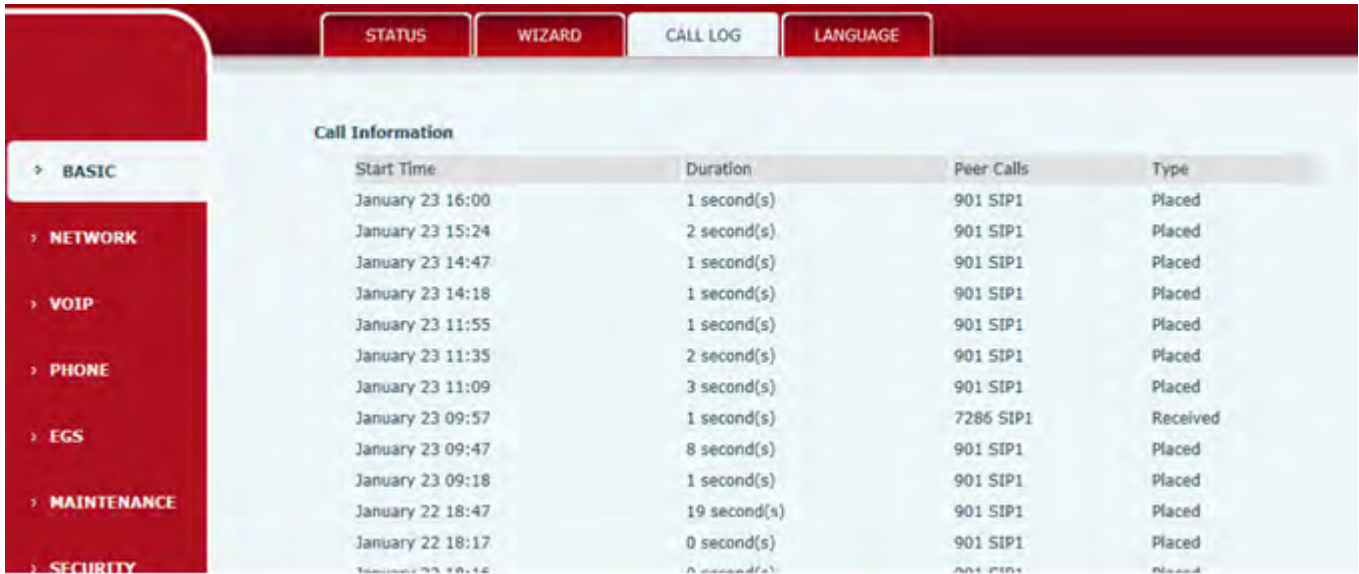 STATUS WIZARD CALL LOG LANGUAGE
Call Information
Start Time Duration Peer Calls Type
BASIC
NETWORK
VOIP
PHONE
EGS
MAINTENANCE
SECURITY
January 23 16:00 1 second(s) 901 SIP1 Placed
January 23 15:24 2 second(s) 901 SIP1 Placed
January 23 14:47 1 second(s) 901 SIP1 Placed
January 23 14:18 1 second(s) 901 SIP1 Placed
January 23 11:55 1 second(s) 901 SIP1 Placed
January 23 11:35 2 second(s) 901 SIP1 Placed
January 23 11:09 3 second(s) 901 SIP1 Placed
January 23 09:57 1 second(s) 7286 SIP1 Received
January 23 09:47 8 second(s) 901 SIP1 Placed
January 23 09:18 1 second(s) 901 SIP1 Placed
January 22 18:47 19 second(s) 901 SIP1 Placed
January 22 18:17 0 second(s) 901 SIP1 Placed